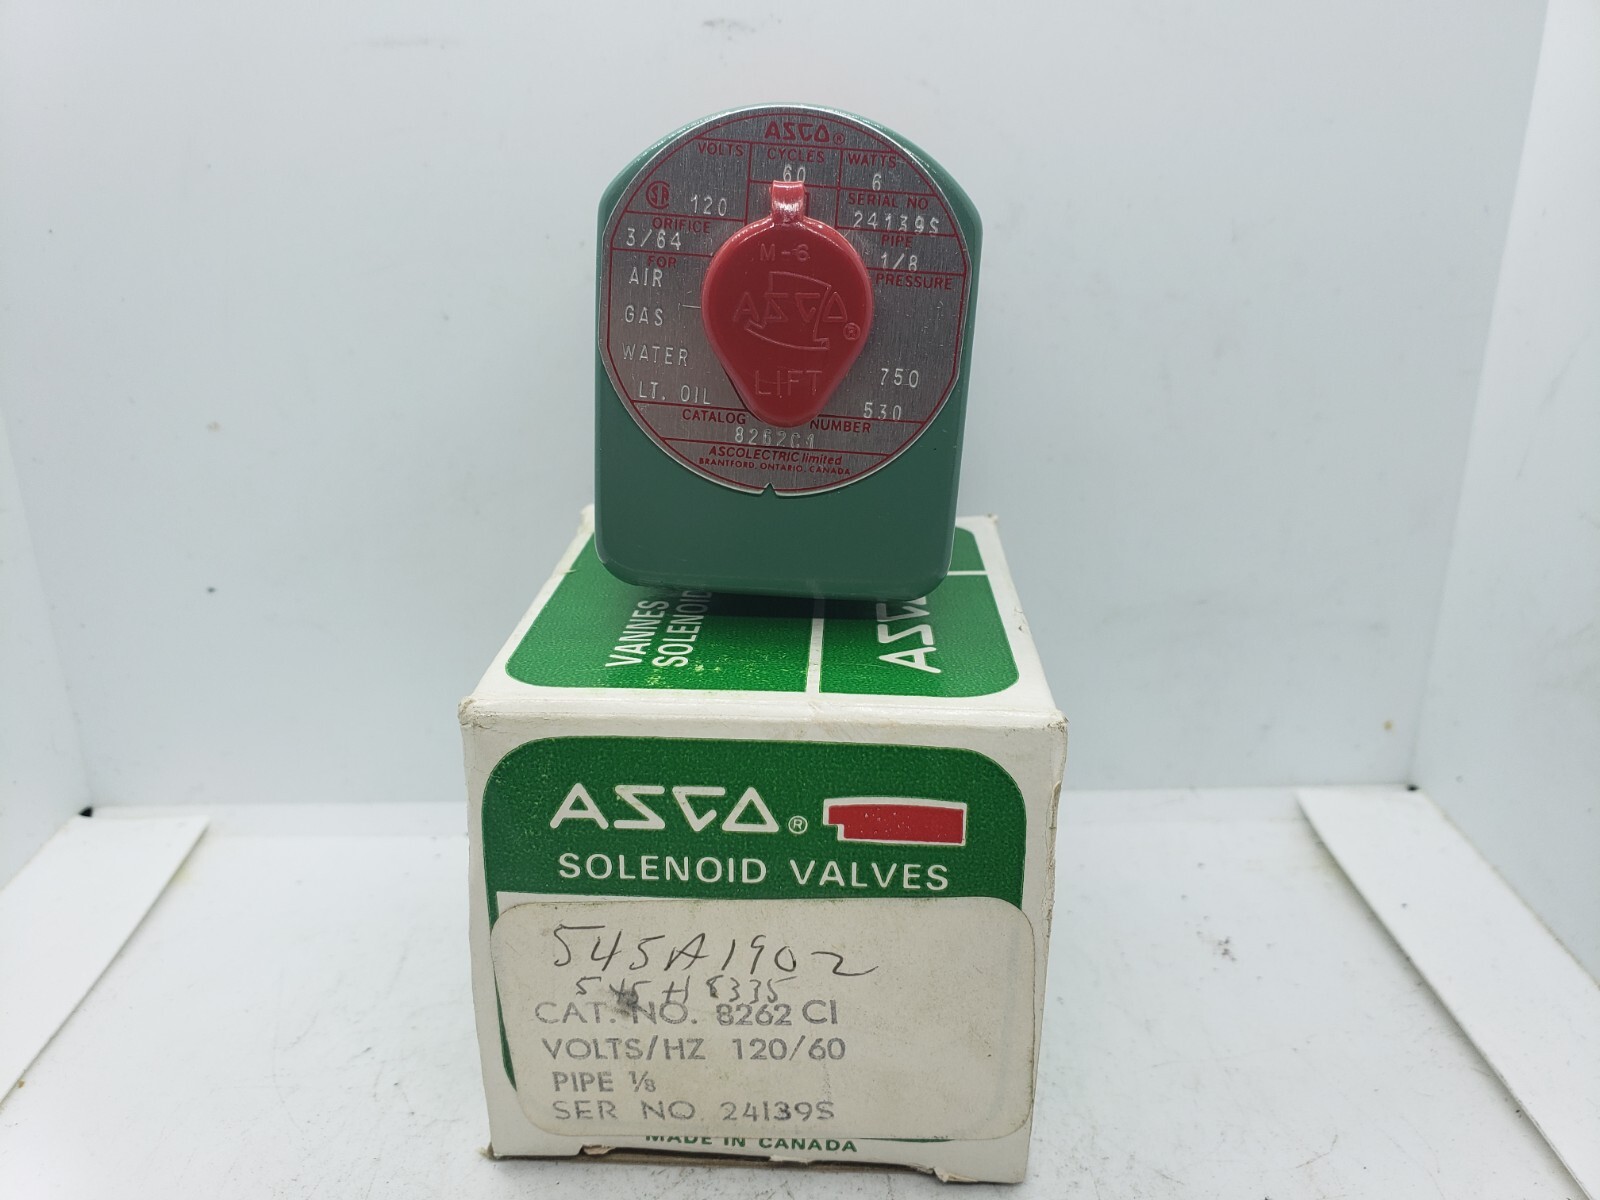 ASCO®
VOLTS CYCLES WATTS
60 6
SERIAL NO
120 24139S
ORIFICE PIPE
3/64 1/8
FOR PRESSURE
AIR
GAS
WATER 750
LT. OIL 530
M-6
ASCO®
LIFT
CATALOG NUMBER
8262C1
ASCOLECTRIC limited
BRANTFORD, ONTARIO, CANADA
VANNES
SOLENOID
ASCO
ASCO®
SOLENOID VALVES
545A1902
545H8335
CAT. NO. 8262 C1
VOLTS/HZ 120/60
PIPE ⅛
SER NO. 24139S
MADE IN CANADA